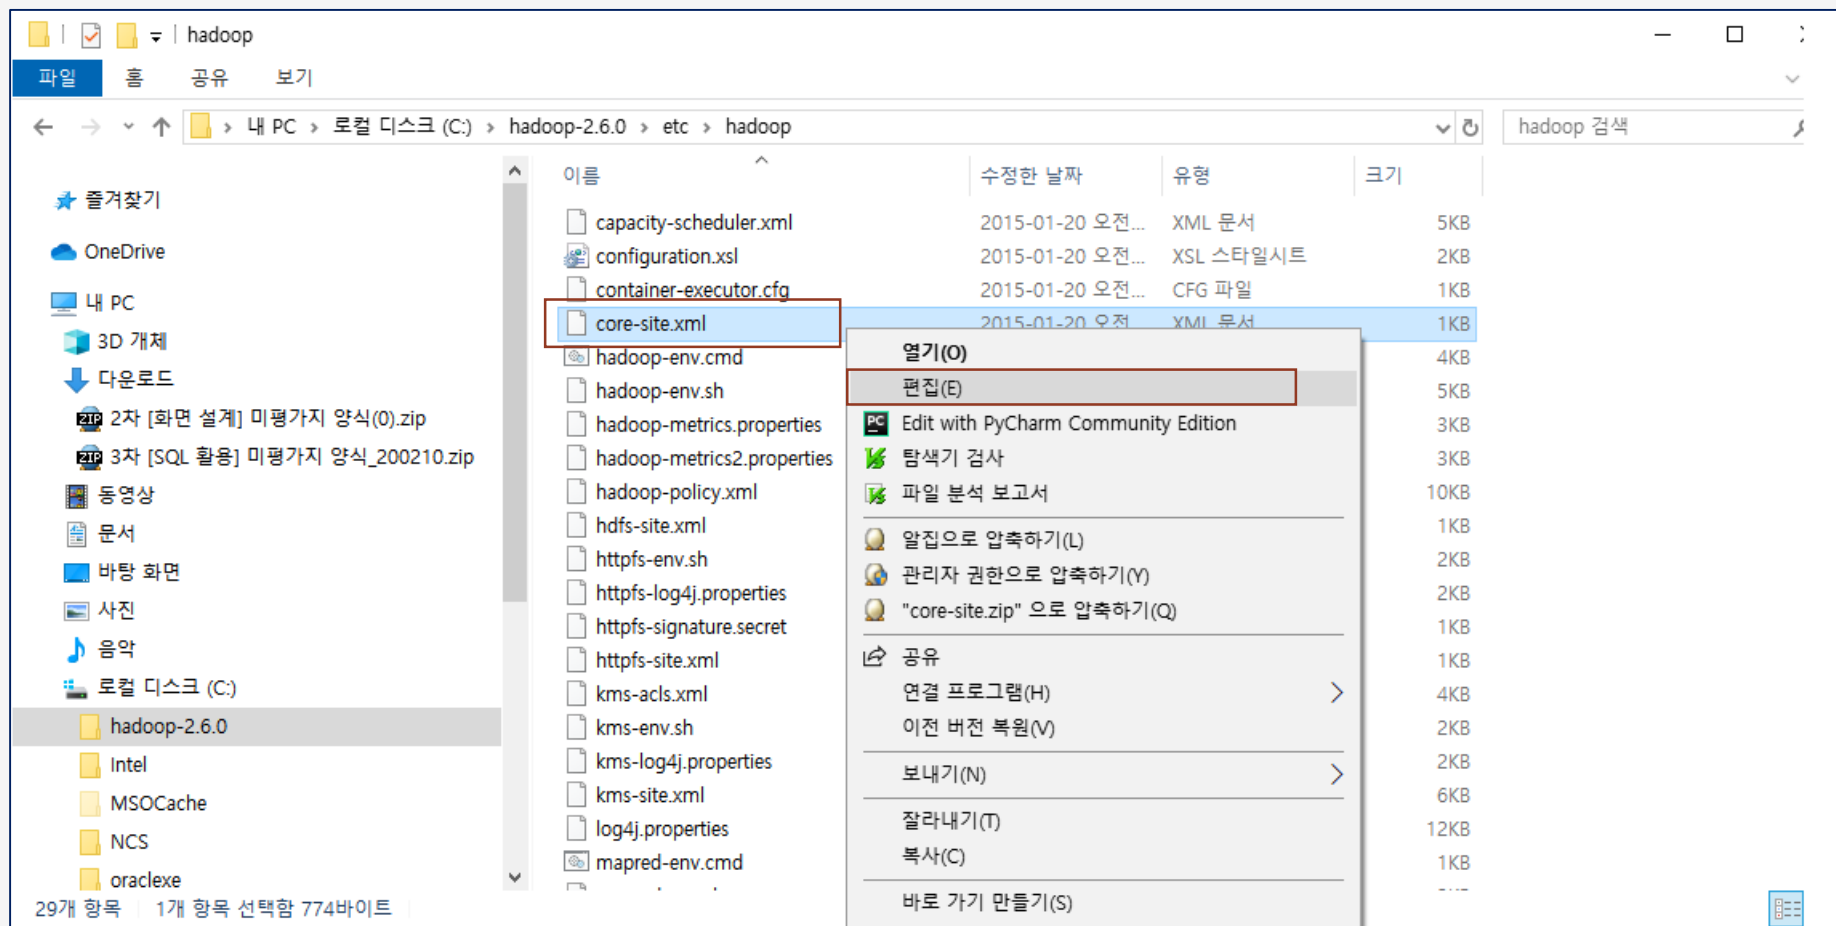 hadoop
파일 홈 공유 보기
내 PC > 로컬 디스크 (C:) > hadoop-2.6.0 > etc > hadoop
hadoop 검색
즐겨찾기
OneDrive
내 PC
3D 개체
다운로드
2차 [화면 설계] 미평가지 양식(0).zip
3차 [SQL 활용] 미평가지 양식_200210.zip
동영상
문서
바탕 화면
사진
음악
로컬 디스크 (C:)
hadoop-2.6.0
Intel
MSOCache
NCS
oraclexe
이름 수정한 날짜 유형 크기
capacity-scheduler.xml 2015-01-20 오전... XML 문서 5KB
configuration.xsl 2015-01-20 오전... XSL 스타일시트 2KB
container-executor.cfg 2015-01-20 오전... CFG 파일 1KB
core-site.xml 2015-01-20 오전 XML 문서 1KB
hadoop-env.cmd 4KB
hadoop-env.sh 5KB
hadoop-metrics.properties 3KB
hadoop-metrics2.properties 3KB
hadoop-policy.xml 10KB
hdfs-site.xml 1KB
httpfs-env.sh 2KB
httpfs-log4j.properties 2KB
httpfs-signature.secret 1KB
httpfs-site.xml 1KB
kms-acls.xml 4KB
kms-env.sh 2KB
kms-log4j.properties 2KB
kms-site.xml 6KB
log4j.properties 12KB
mapred-env.cmd 1KB
열기(O)
편집(E)
Edit with PyCharm Community Edition
탐색기 검사
파일 분석 보고서
알집으로 압축하기(L)
관리자 권한으로 압축하기(Y)
"core-site.zip" 으로 압축하기(Q)
공유
연결 프로그램(H)
이전 버전 복원(V)
보내기(N)
잘라내기(T)
복사(C)
바로 가기 만들기(S)
29개 항목 1개 항목 선택함 774바이트